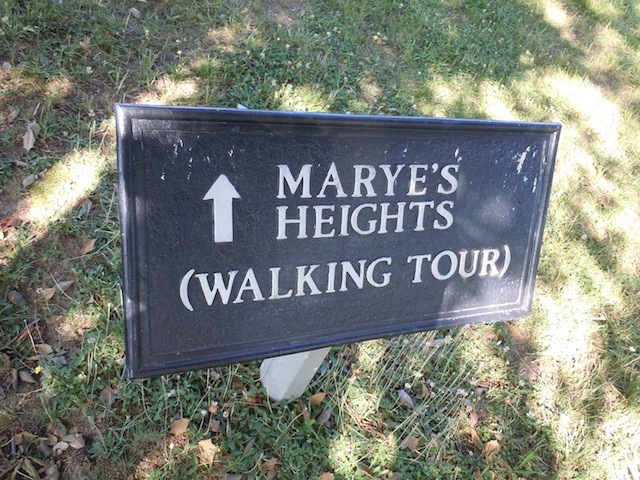 ↑ MARYE'S
HEIGHTS
(WALKING TOUR)